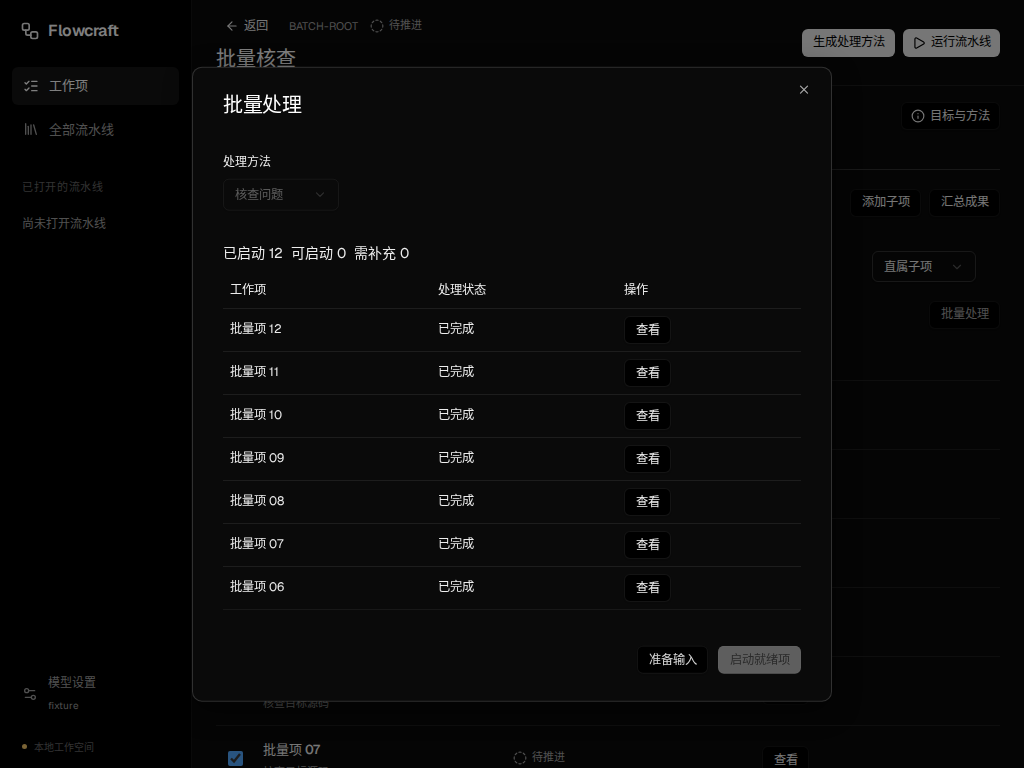 Flowcraft
工作项
全部流水线
已打开的流水线
尚未打开流水线
模型设置
fixture
本地工作空间
返回 BATCH-ROOT 待推进
批量核查
生成处理方法 运行流水线
目标与方法
添加子项 汇总成果
直属子项
批量处理
批量处理
处理方法
核查问题
已启动 12 可启动 0 需补充 0
工作项 处理状态 操作
批量项 12 已完成 查看
批量项 11 已完成 查看
批量项 10 已完成 查看
批量项 09 已完成 查看
批量项 08 已完成 查看
批量项 07 已完成 查看
批量项 06 已完成 查看
准备输入 启动就绪项
核查目标源码
批量项 07 待推进 查看